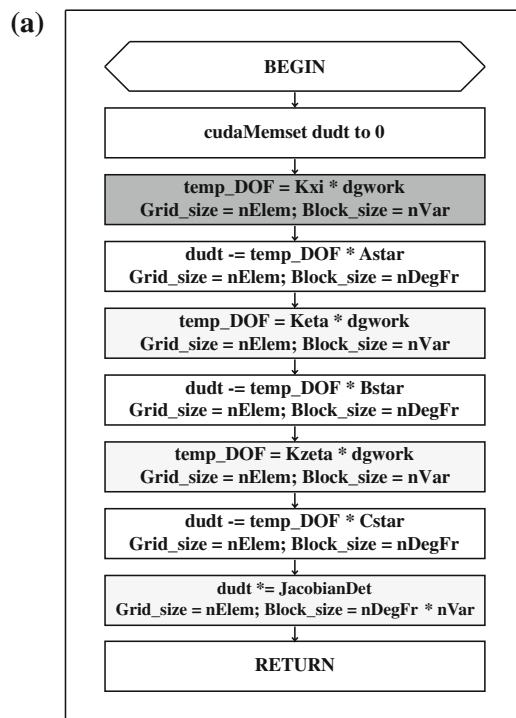 (a)
BEGIN
cudaMemset dudt to 0
temp_DOF = Kxi * dgwork
Grid_size = nElem; Block_size = nVar
dudt -= temp_DOF * Astar
Grid_size = nElem; Block_size = nDegFr
temp_DOF = Keta * dgwork
Grid_size = nElem; Block_size = nVar
dudt -= temp_DOF * Bstar
Grid_size = nElem; Block_size = nDegFr
temp_DOF = Kzeta * dgwork
Grid_size = nElem; Block_size = nVar
dudt -= temp_DOF * Cstar
Grid_size = nElem; Block_size = nDegFr
dudt *= JacobianDet
Grid_size = nElem; Block_size = nDegFr * nVar
RETURN